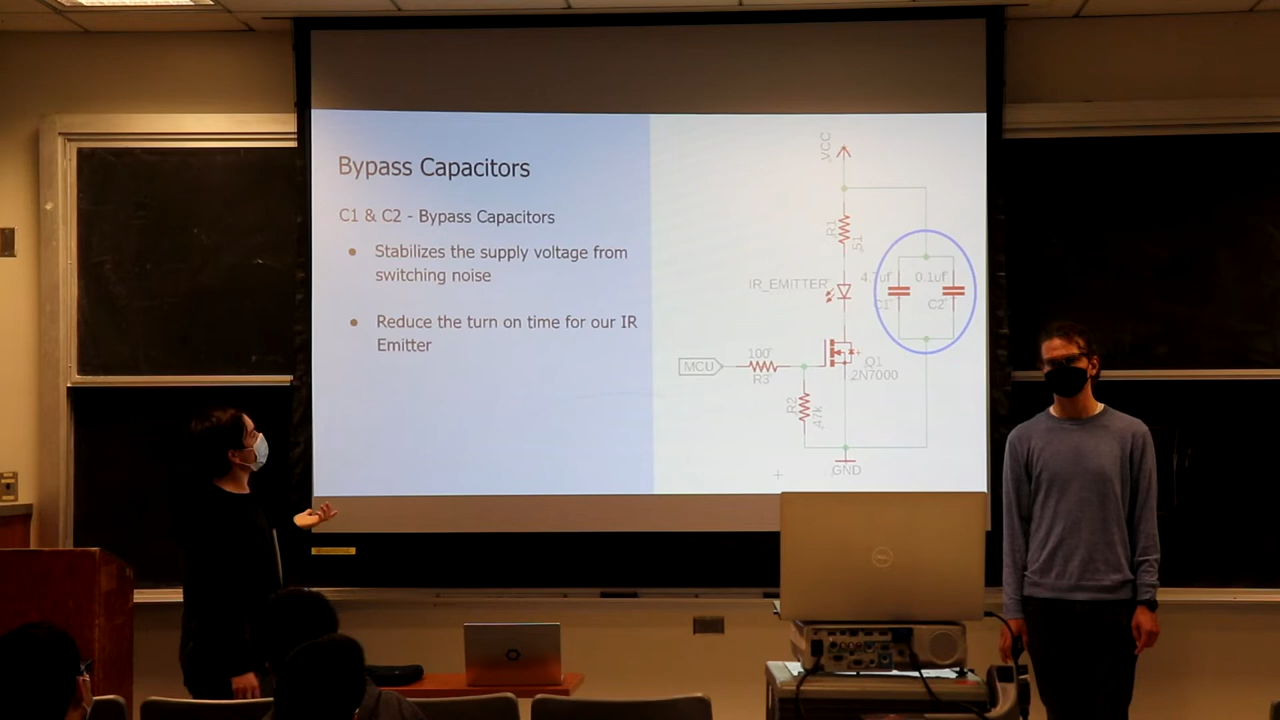 Bypass Capacitors
C1 & C2 - Bypass Capacitors
Stabilizes the supply voltage from
switching noise
Reduce the turn on time for our IR
Emitter
VCC
R1
51
IR_EMITTER
4.7uf
0.1uf
C1
C2
100
MCU
R3
Q1
2N7000
R2
47k
GND
DELL